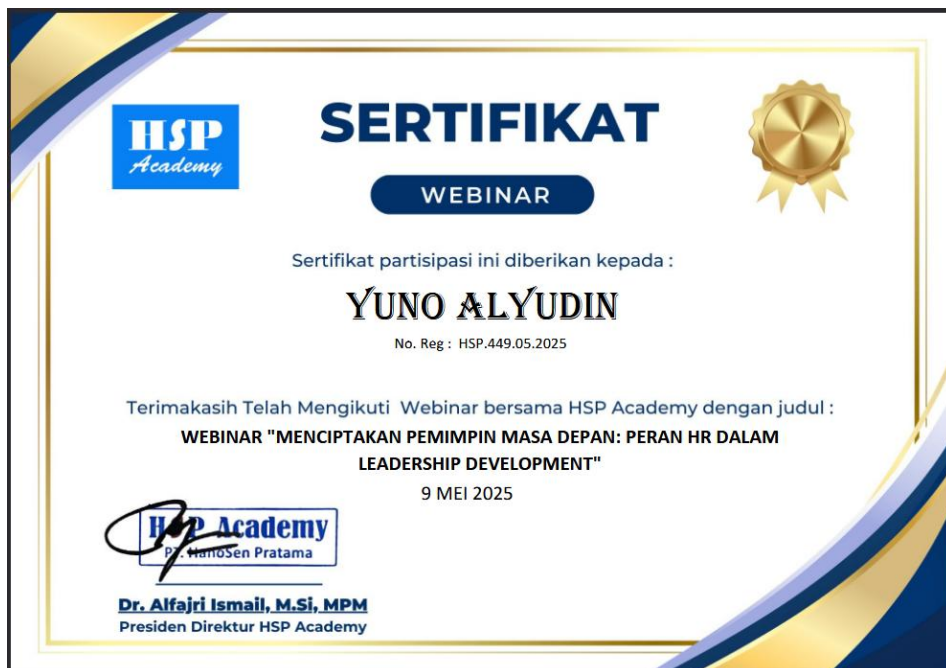 HSP
Academy
SERTIFIKAT
WEBINAR
Sertifikat partisipasi ini diberikan kepada :
YUNO ALYUDIN
No. Reg : HSP.449.05.2025
Terimakasih Telah Mengikuti Webinar bersama HSP Academy dengan judul :
WEBINAR "MENCIPTAKAN PEMIMPIN MASA DEPAN: PERAN HR DALAM
LEADERSHIP DEVELOPMENT"
9 MEI 2025
HSP Academy
PT. HanoSen Pratama
Dr. Alfajri Ismail, M.Si, MPM
Presiden Direktur HSP Academy